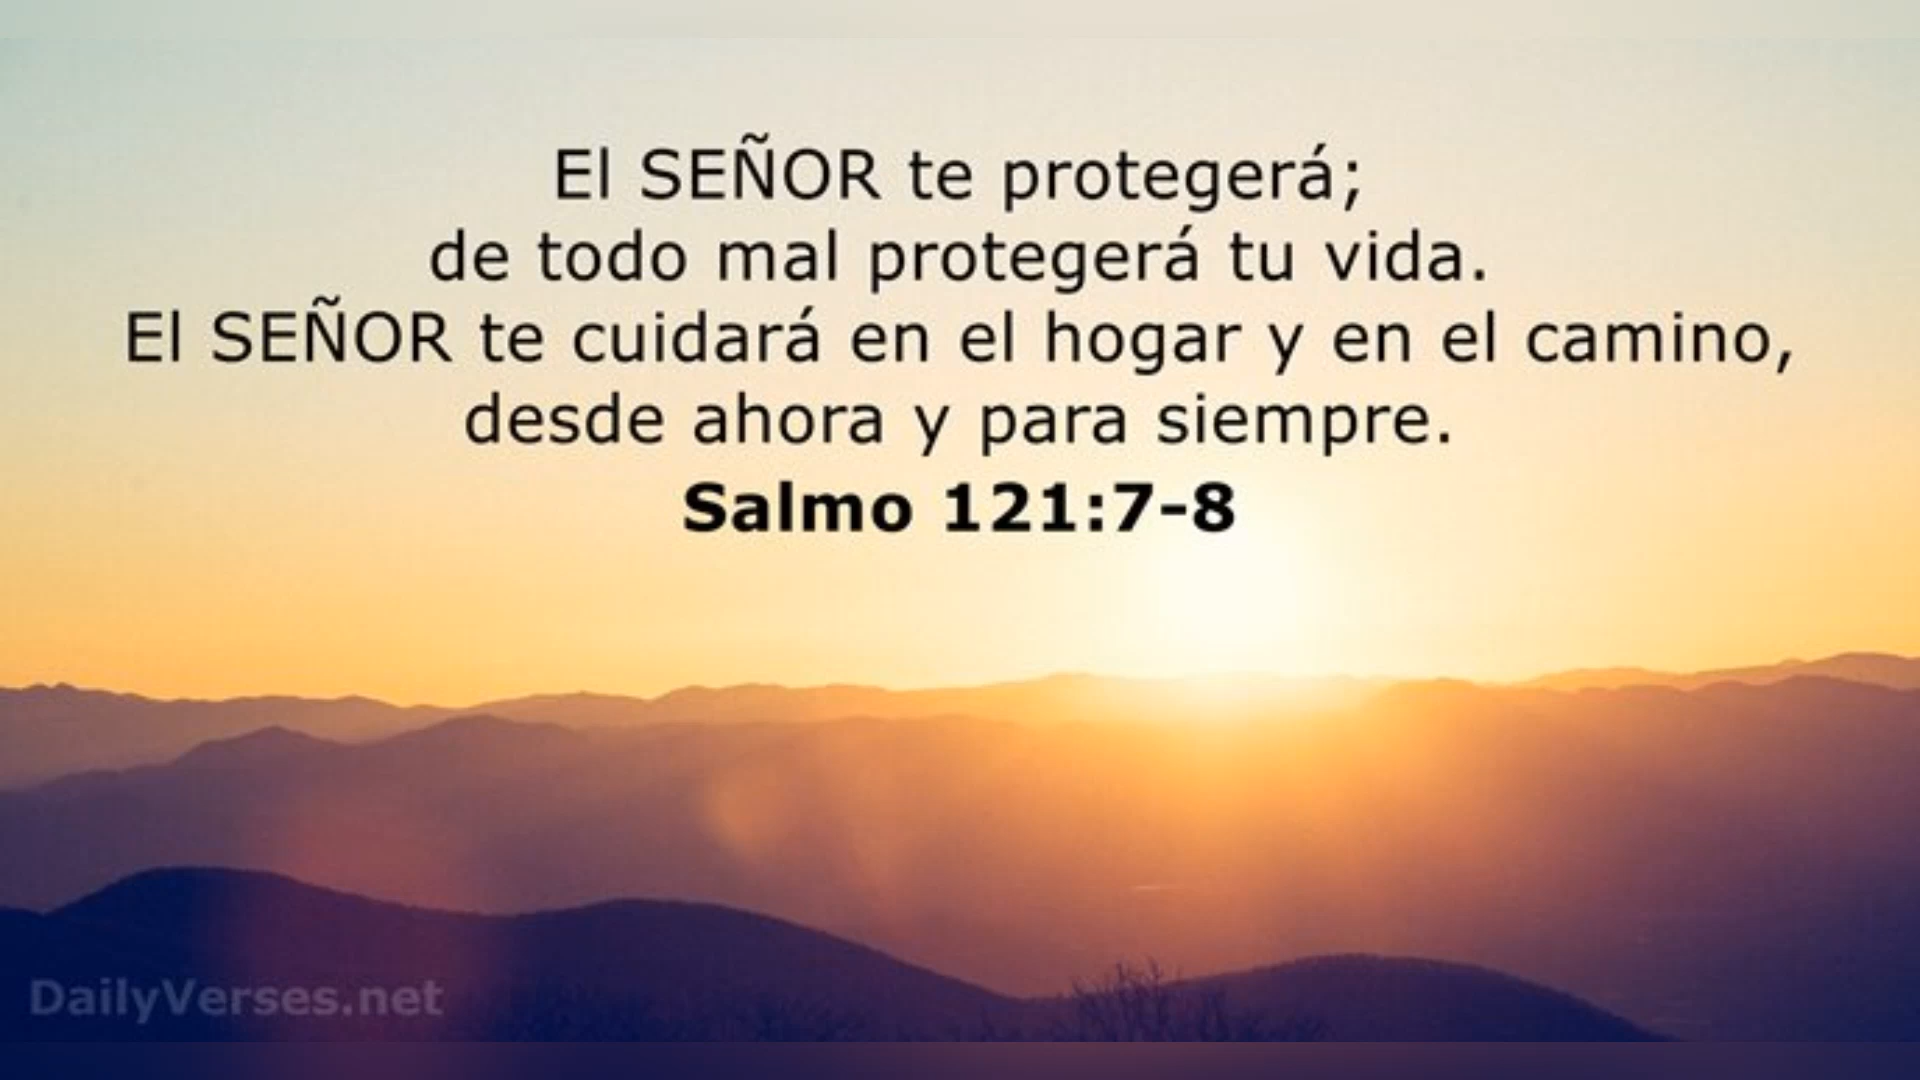 El SEÑOR te protegerá;
de todo mal protegerá tu vida.
El SEÑOR te cuidará en el hogar y en el camino,
desde ahora y para siempre.
Salmo 121:7-8
DailyVerses.net